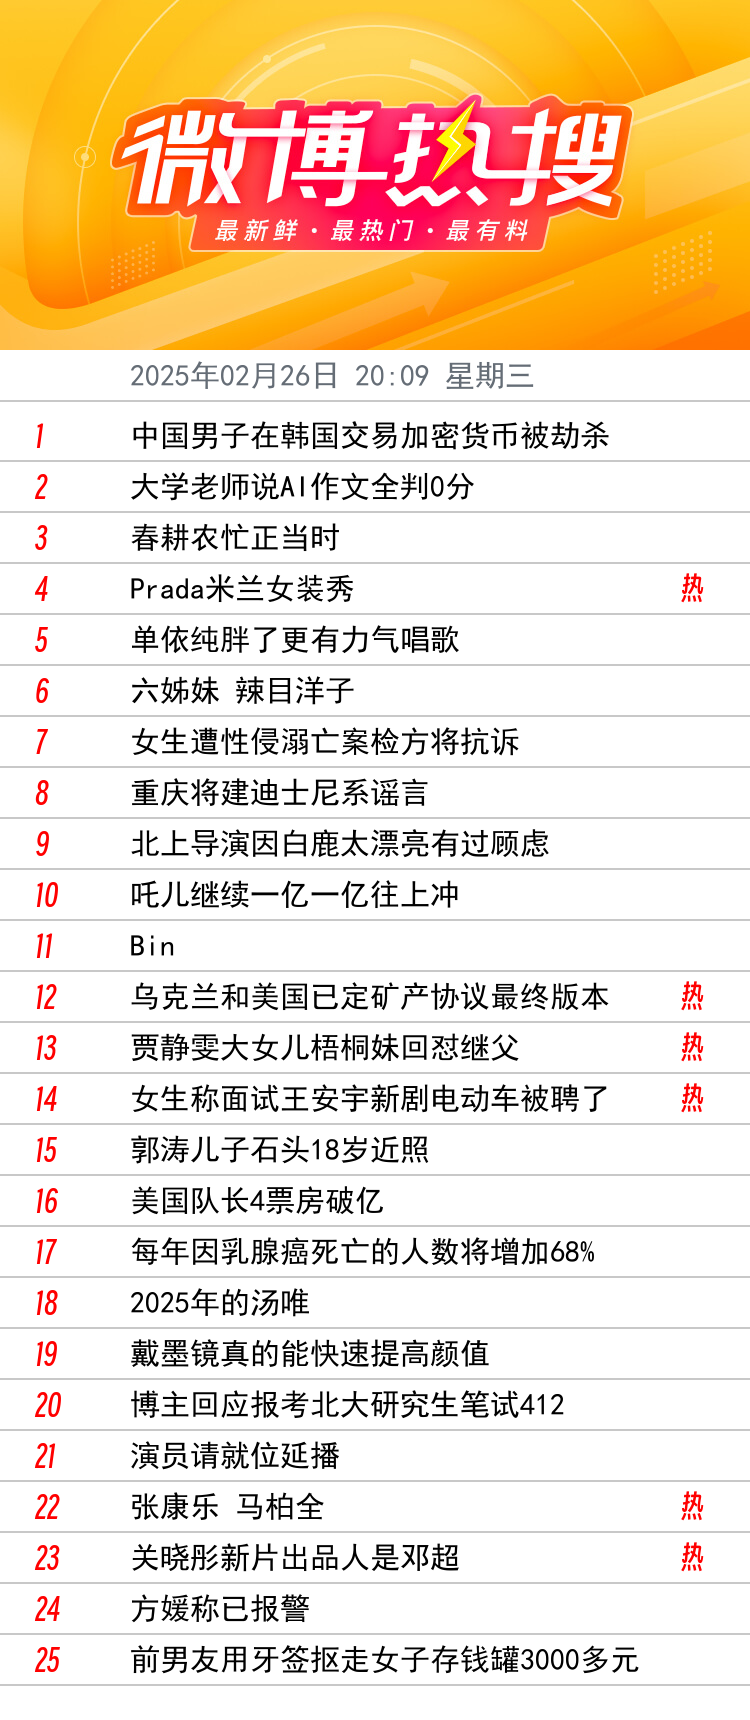 微博热搜
最新鲜·最热门·最有料
2025年02月26日 20:09 星期三
1 中国男子在韩国交易加密货币被劫杀
2 大学老师说AI作文全判0分
3 春耕农忙正当时
4 Prada米兰女装秀 热
5 单依纯胖了更有力气唱歌
6 六姊妹 辣目洋子
7 女生遭性侵溺亡案检方将抗诉
8 重庆将建迪士尼系谣言
9 北上导演因白鹿太漂亮有过顾虑
10 吒儿继续一亿一亿往上冲
11 Bin
12 乌克兰和美国已定矿产协议最终版本 热
13 贾静雯大女儿梧桐妹回怼继父 热
14 女生称面试王安宇新剧电动车被聘了 热
15 郭涛儿子石头18岁近照
16 美国队长4票房破亿
17 每年因乳腺癌死亡的人数将增加68%
18 2025年的汤唯
19 戴墨镜真的能快速提高颜值
20 博主回应报考北大研究生笔试412
21 演员请就位延播
22 张康乐 马柏全 热
23 关晓彤新片出品人是邓超 热
24 方媛称已报警
25 前男友用牙签抠走女子存钱罐3000多元